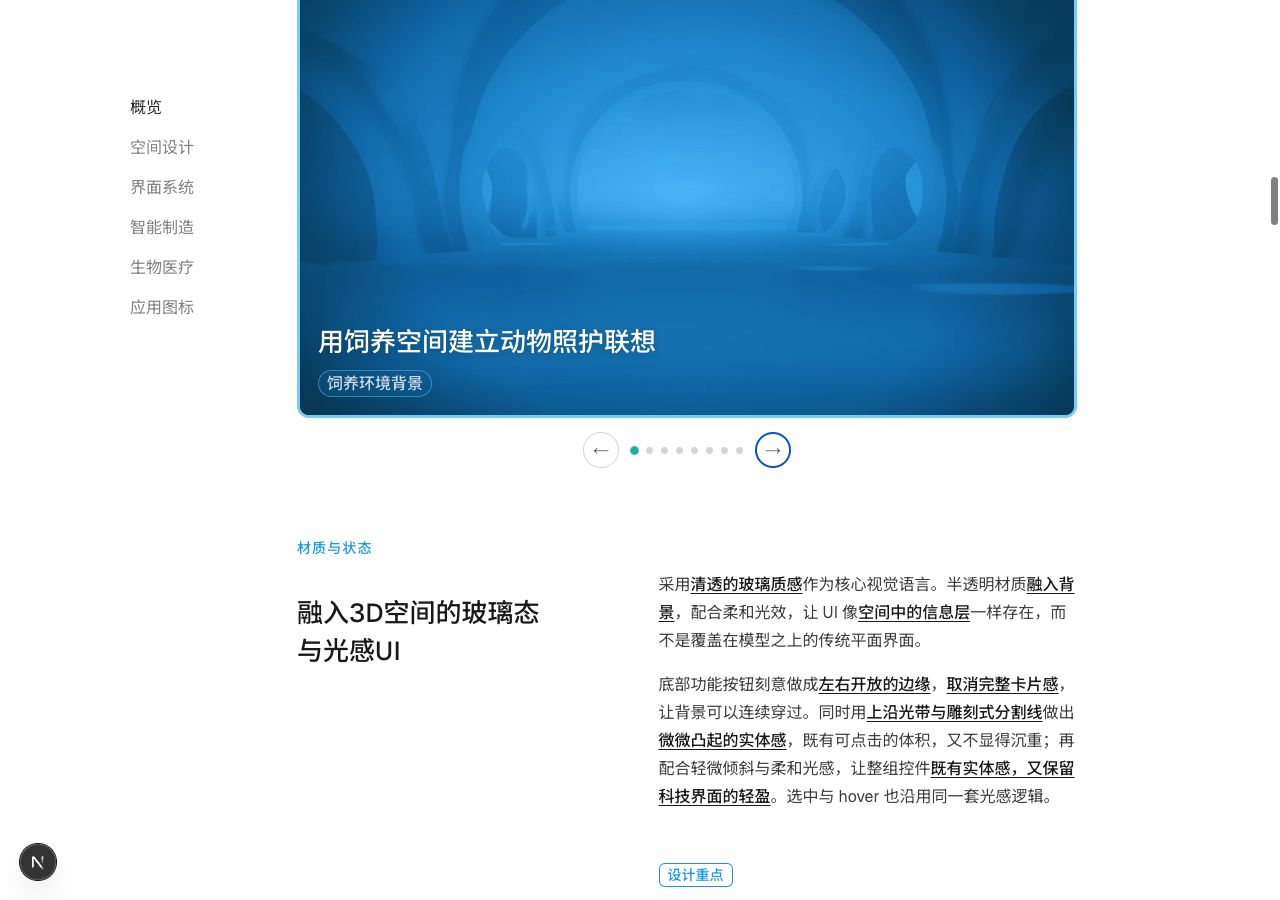 概览
空间设计
界面系统
智能制造
生物医疗
应用图标
用饲养空间建立动物照护联想
饲养环境背景
← →
材质与状态
融入3D空间的玻璃态
与光感UI
采用清透的玻璃质感作为核心视觉语言。半透明材质融入背
景，配合柔和光效，让 UI 像空间中的信息层一样存在，而
不是覆盖在模型之上的传统平面界面。
底部功能按钮刻意做成左右开放的边缘，取消完整卡片感，
让背景可以连续穿过。同时用上沿光带与雕刻式分割线做出
微微凸起的实体感，既有可点击的体积，又不显得沉重；再
配合轻微倾斜与柔和光感，让整组控件既有实体感，又保留
科技界面的轻盈。选中与 hover 也沿用同一套光感逻辑。
设计重点
N